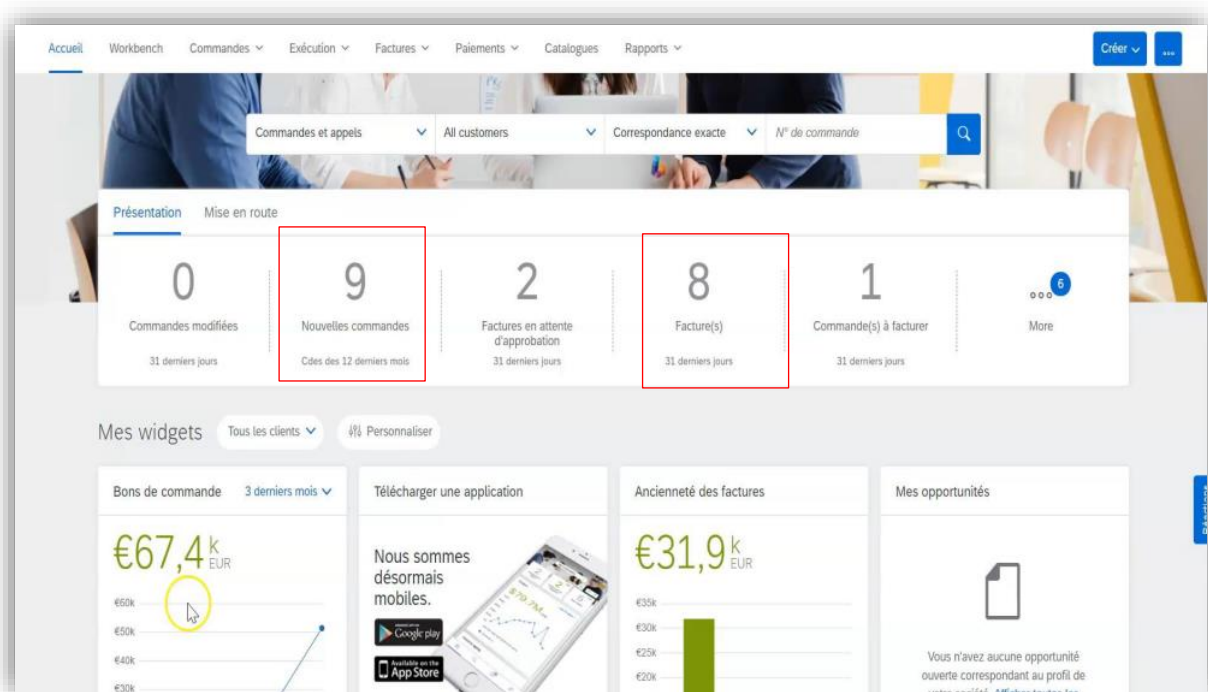 Accueil Workbench Commandes Exécution Factures Paiements Catalogues Rapports Créer
Commandes et appels All customers Correspondance exacte N° de commande
Présentation Mise en route
0 9 2 8 1 6
Commandes modifiées Nouvelles commandes Factures en attente Facture(s) Commande(s) à facturer More
d'approbation
31 derniers jours Cdes des 12 derniers mois 31 derniers jours 31 derniers jours 31 derniers jours
Mes widgets Tous les clients Personnaliser
Bons de commande 3 derniers mois Télécharger une application Ancienneté des factures Mes opportunités
€67,4 k EUR €31,9 k EUR
Nous sommes
désormais
mobiles.
Google play
Available on the
App Store
€60k
€50k
€40k
€30k
€35k
€30k
€25k
€20k
Vous n'avez aucune opportunité
ouverte correspondant au profil de